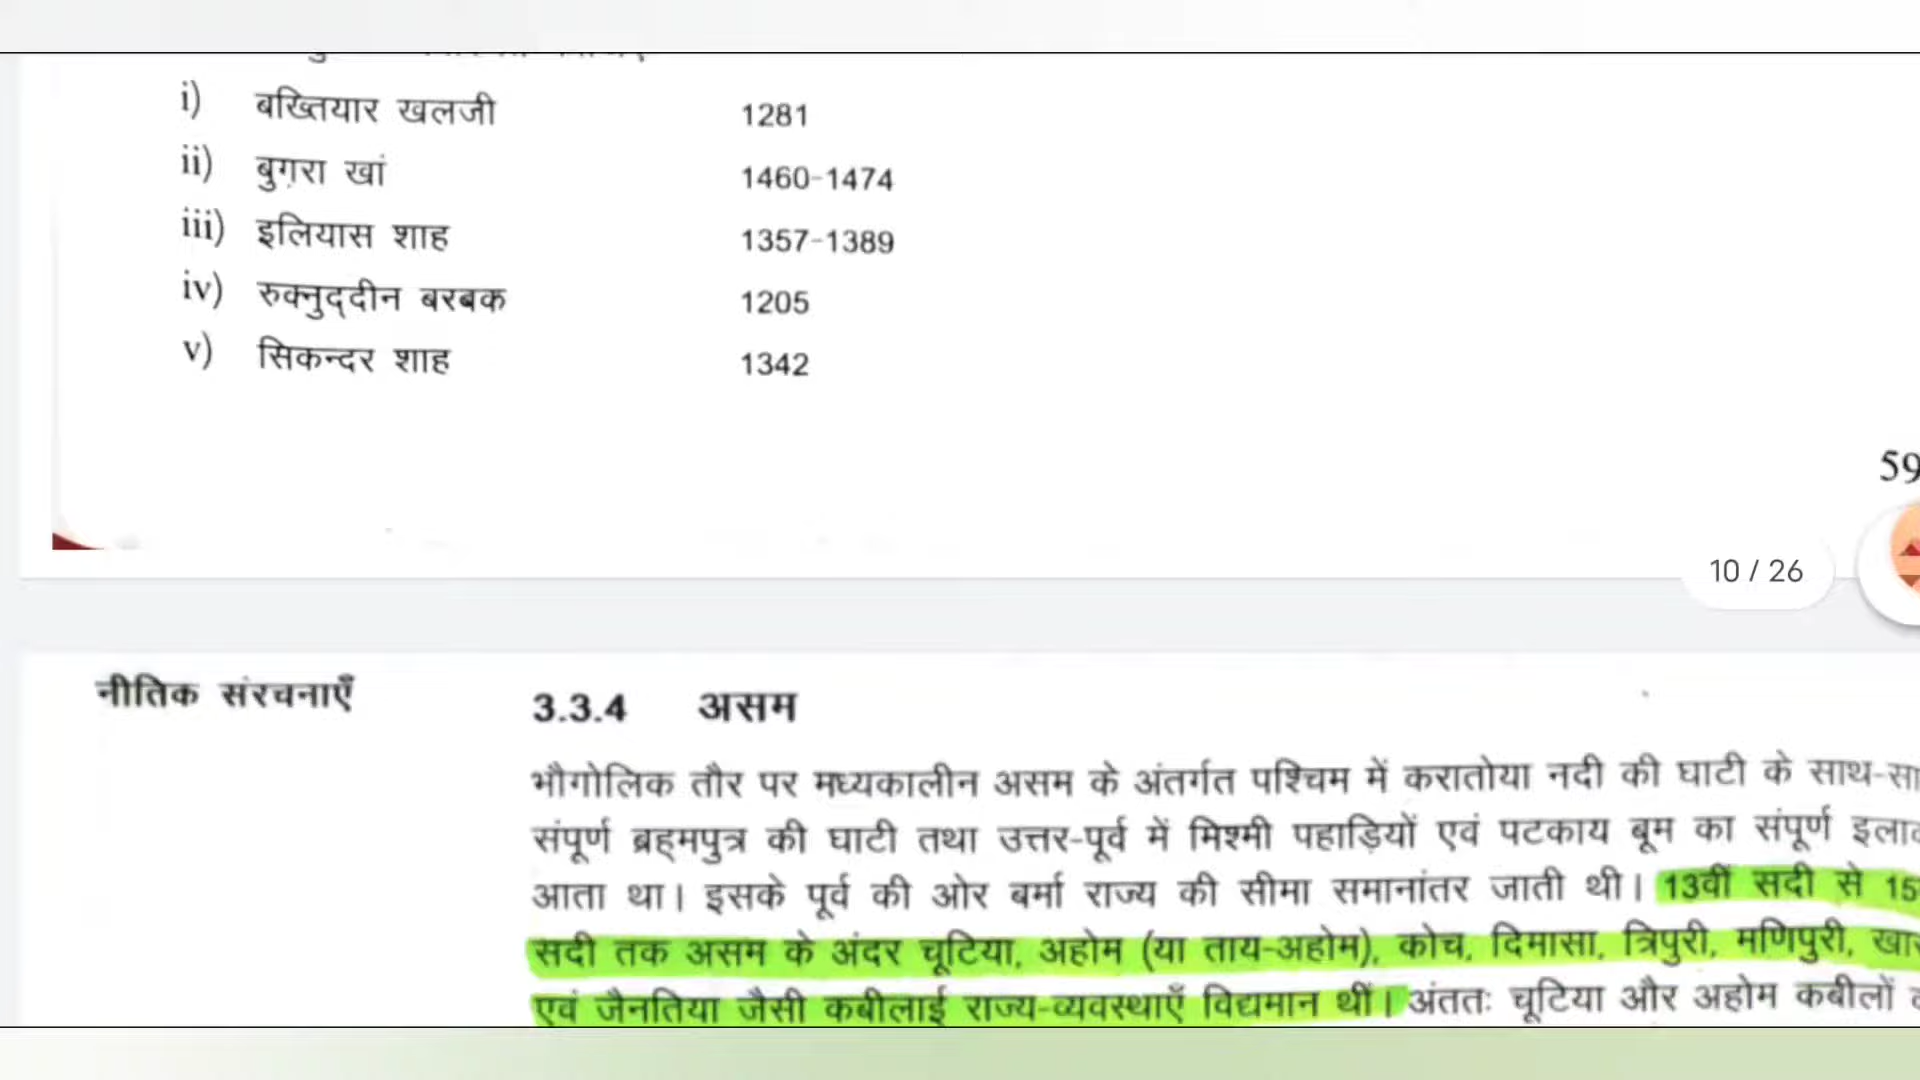 i) बख्तियार खलजी 1281
ii) बुग़रा खां 1460-1474
iii) इलियास शाह 1357-1389
iv) रुक्नुद्दीन बरबक 1205
v) सिकन्दर शाह 1342
59
10 / 26
नीतिक संरचनाएँ
3.3.4 असम
भौगोलिक तौर पर मध्यकालीन असम के अंतर्गत पश्चिम में करातोया नदी की घाटी के साथ-सा
संपूर्ण ब्रह्मपुत्र की घाटी तथा उत्तर-पूर्व में मिश्मी पहाड़ियों एवं पटकाय बूम का संपूर्ण
आता था। इसके पूर्व की ओर बर्मा राज्य की सीमा समानांतर जाती थी। 13वीं सदी से 15
सदी तक असम के अंदर चूटिया, अहोम (या ताय-अहोम), कोच, दिमासा, त्रिपुरी, मणिपुरी,
एवं जैनतिया जैसी कबीलाई राज्य-व्यवस्थाएँ विद्यमान थीं। अंततः चूटिया और अहोम कबीलों